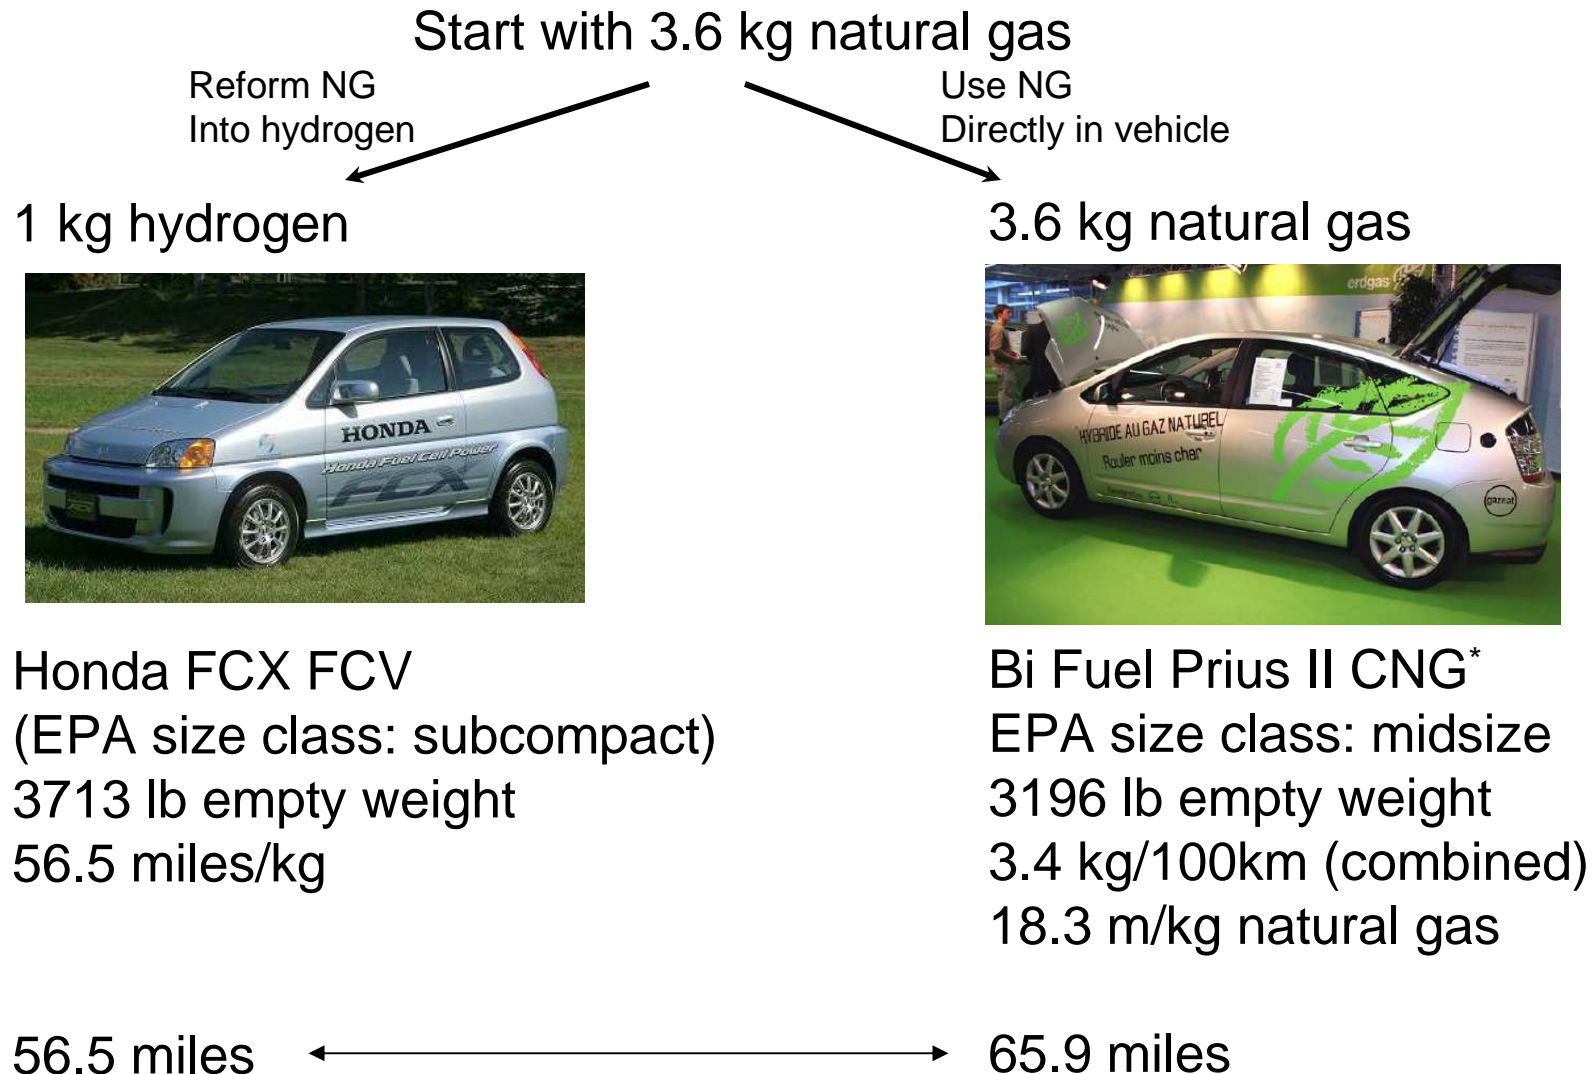 Start with 3.6 kg natural gas
Reform NG
Into hydrogen
Use NG
Directly in vehicle
1 kg hydrogen
3.6 kg natural gas
HONDA
Honda Fuel Cell Power
FCX
FCX
erdgas
HYBRIDE AU GAZ NATUREL
Rouler moins cher
gaznat
Honda FCX FCV
(EPA size class: subcompact)
3713 lb empty weight
56.5 miles/kg
Bi Fuel Prius II CNG*
EPA size class: midsize
3196 lb empty weight
3.4 kg/100km (combined)
18.3 m/kg natural gas
56.5 miles
65.9 miles